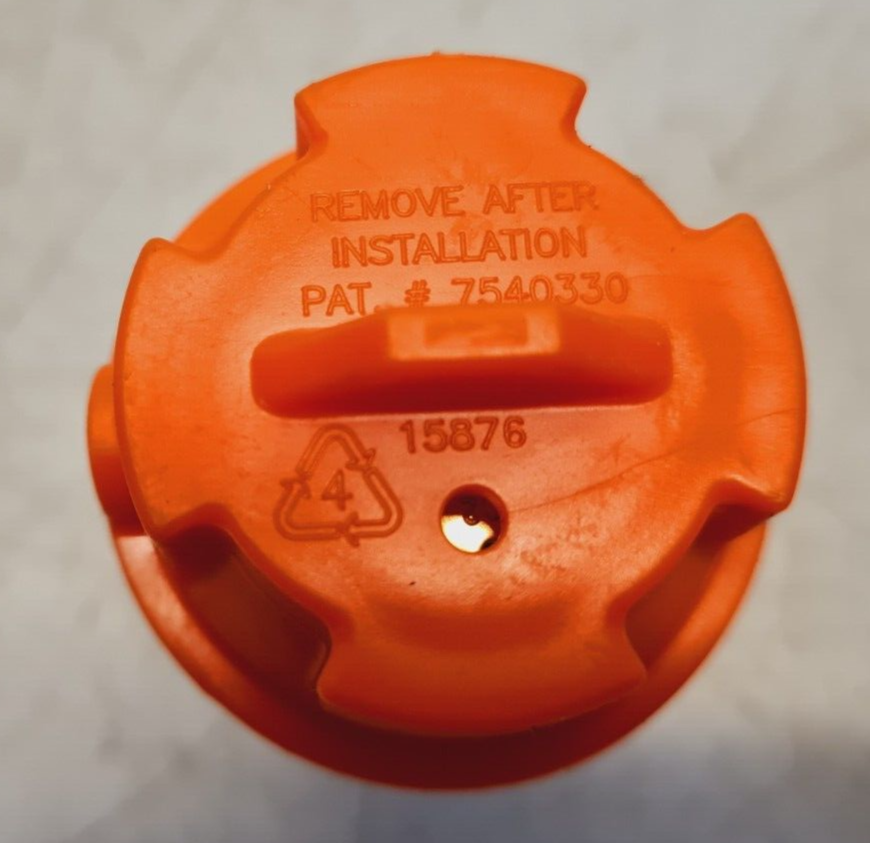 REMOVE AFTER
INSTALLATION
PAT. # 7540330
15876
4